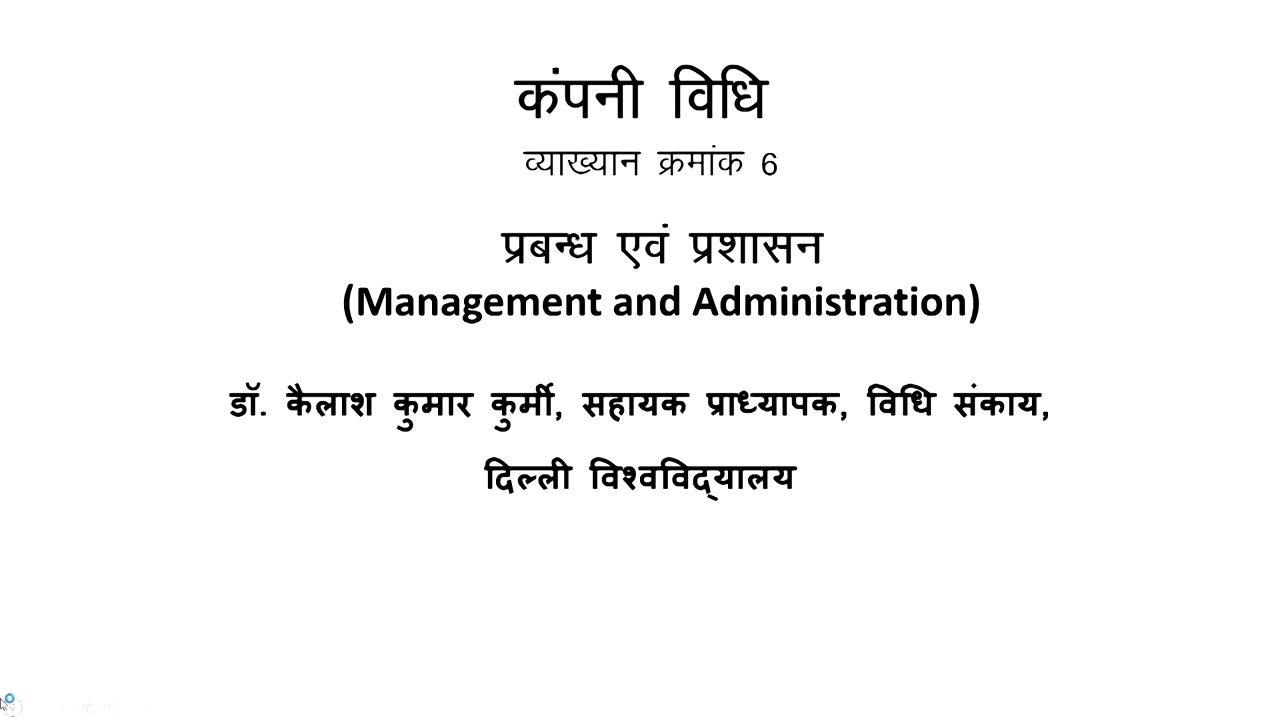 कंपनी विधि
व्याख्यान क्रमांक 6
प्रबन्ध एवं प्रशासन
(Management and Administration)
डॉ. कैलाश कुमार कुर्मी, सहायक प्राध्यापक, विधि संकाय,
दिल्ली विश्वविद्यालय